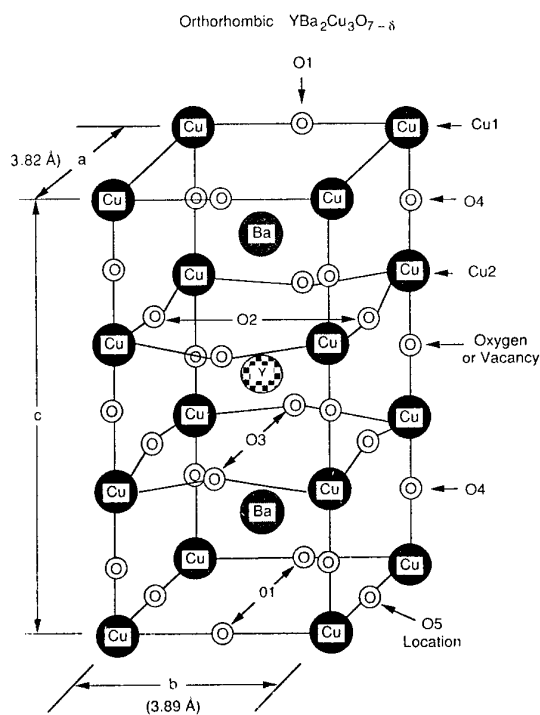 Orthorhombic YBa2Cu3O7−δ
O1
Cu O Cu Cu1
3.82 Å) a
Cu O O Cu O O4
Ba
O Cu O O Cu Cu2
O O2 O
Cu O O Cu O Oxygen
or Vacancy
Y
c
O Cu O O Cu
O O3
O O O
Cu O Cu O O4
Ba
Cu O O Cu
O
O 01 O
O5
Location
Cu O Cu
b
(3.89 Å)